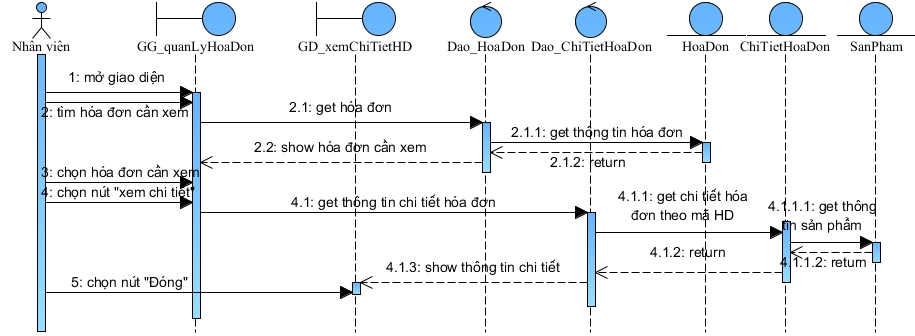 Nhân viên
GG_quanLyHoaDon
GD_xemChiTietHD
Dao_HoaDon
Dao_ChiTietHoaDon
HoaDon
ChiTietHoaDon
SanPham
1: mở giao diện
2: tìm hóa đơn cần xem
2.1: get hóa đơn
2.1.1: get thông tin hóa đơn
2.2: show hóa đơn cần xem
2.1.2: return
3: chọn hóa đơn cần xem
4: chọn nút "xem chi tiết"
4.1: get thông tin chi tiết hóa đơn
4.1.1: get chi tiết hóa
đơn theo mã HD
4.1.1.1: get thông
tin sản phẩm
4.1.2: return
4.1.1.2: return
4.1.3: show thông tin chi tiết
5: chọn nút "Đóng"